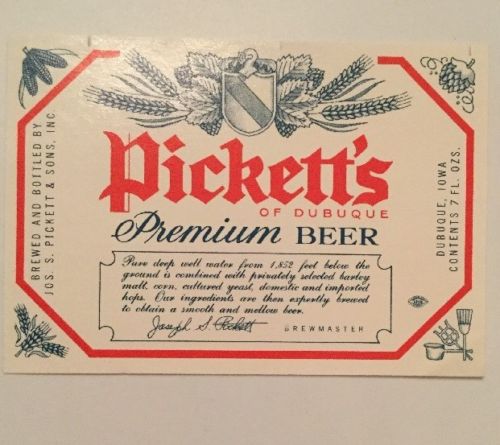 Pickett's
OF DUBUQUE
Premium BEER
Pure deep well water from 1,852 feet below the
ground is combined with privately selected barley
malt, corn, cultured yeast, domestic and imported
hops. Our ingredients are then expertly brewed
to obtain a smooth and mellow beer.
Joseph S. Pickett BREWMASTER
BREWED AND BOTTLED BY
JOS. S. PICKETT & SONS, INC
DUBUQUE, IOWA
CONTENTS 7 FL. OZS.